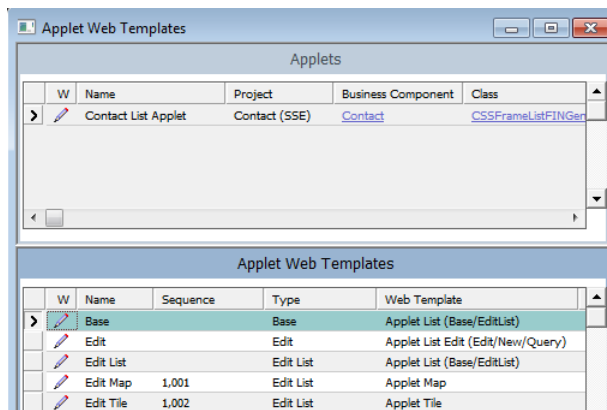 Applet Web Templates
Applets
W Name Project Business Component Class
Contact List Applet Contact (SSE) Contact CSSFrameListFINGen
Applet Web Templates
W Name Sequence Type Web Template
Base Base Applet List (Base/EditList)
Edit Edit Applet List Edit (Edit/New/Query)
Edit List Edit List Applet List (Base/EditList)
Edit Map 1,001 Edit List Applet Map
Edit Tile 1,002 Edit List Applet Tile